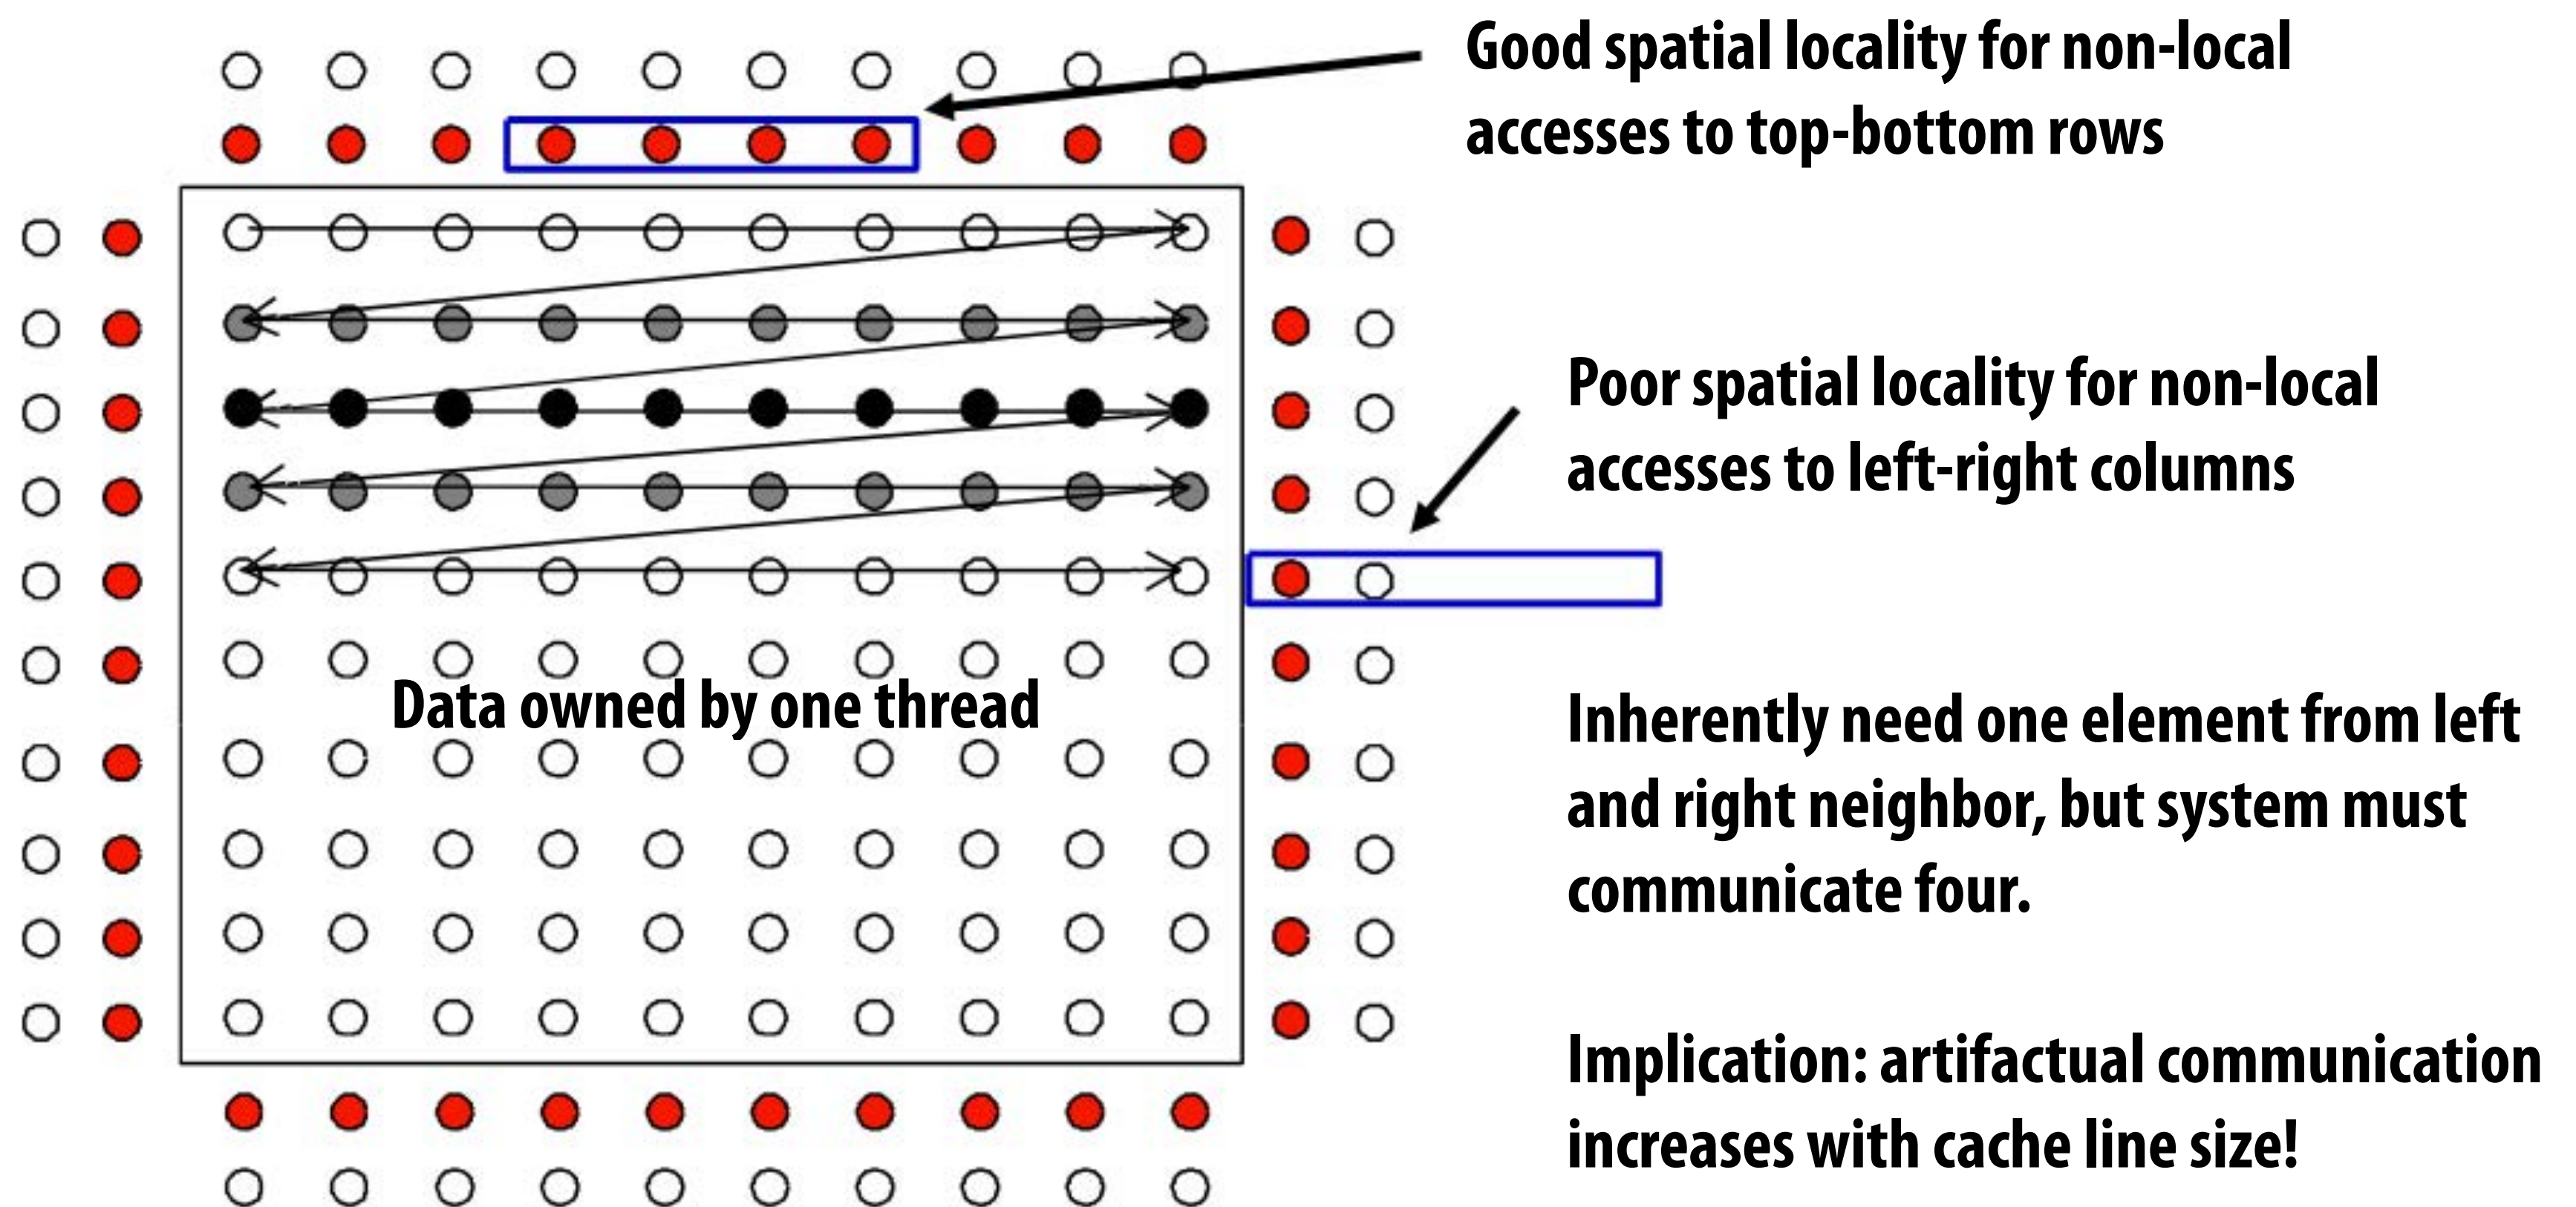 Good spatial locality for non-local
accesses to top-bottom rows
Poor spatial locality for non-local
accesses to left-right columns
Data owned by one thread
Inherently need one element from left
and right neighbor, but system must
communicate four.
Implication: artifactual communication
increases with cache line size!